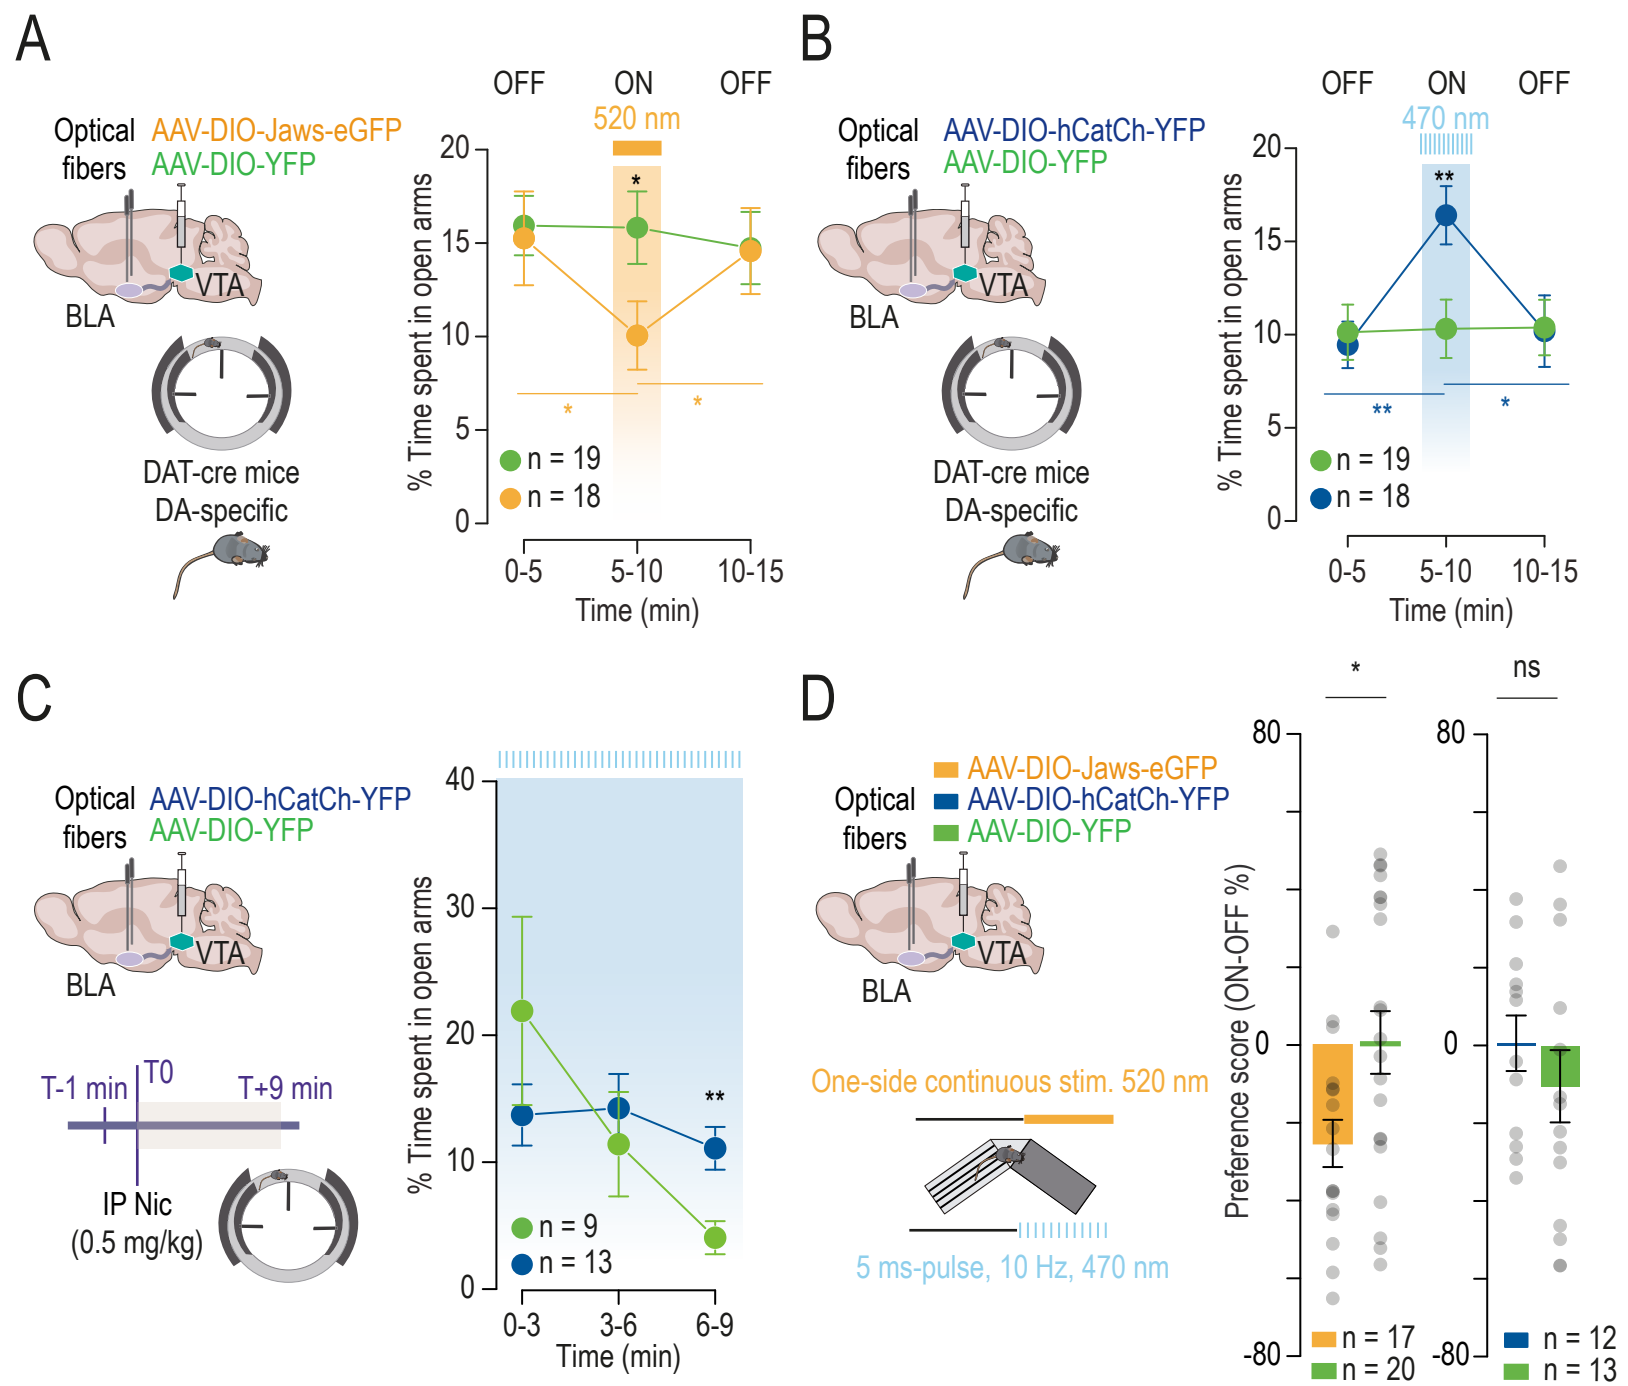 A
OFF ON OFF
520 nm
Optical fibers
AAV-DIO-Jaws-eGFP
AAV-DIO-YFP
VTA
BLA
DAT-cre mice
DA-specific
% Time spent in open arms
20
*
15
10
5
0
*
*
n = 19
n = 18
0-5 5-10 10-15
Time (min)
B
OFF ON OFF
470 nm
Optical fibers
AAV-DIO-hCatCh-YFP
AAV-DIO-YFP
VTA
BLA
DAT-cre mice
DA-specific
% Time spent in open arms
20
**
15
10
5
0
**
*
n = 19
n = 18
0-5 5-10 10-15
Time (min)
C
Optical fibers
AAV-DIO-hCatCh-YFP
AAV-DIO-YFP
VTA
BLA
T-1 min
T0
T+9 min
IP Nic
(0.5 mg/kg)
% Time spent in open arms
40
30
20
10
0
**
n = 9
n = 13
0-3 3-6 6-9
Time (min)
D
Optical fibers
AAV-DIO-Jaws-eGFP
AAV-DIO-hCatCh-YFP
AAV-DIO-YFP
VTA
BLA
One-side continuous stim. 520 nm
5 ms-pulse, 10 Hz, 470 nm
Preference score (ON-OFF %)
*
80
0
-80
n = 17
n = 20
ns
80
0
-80
n = 12
n = 13